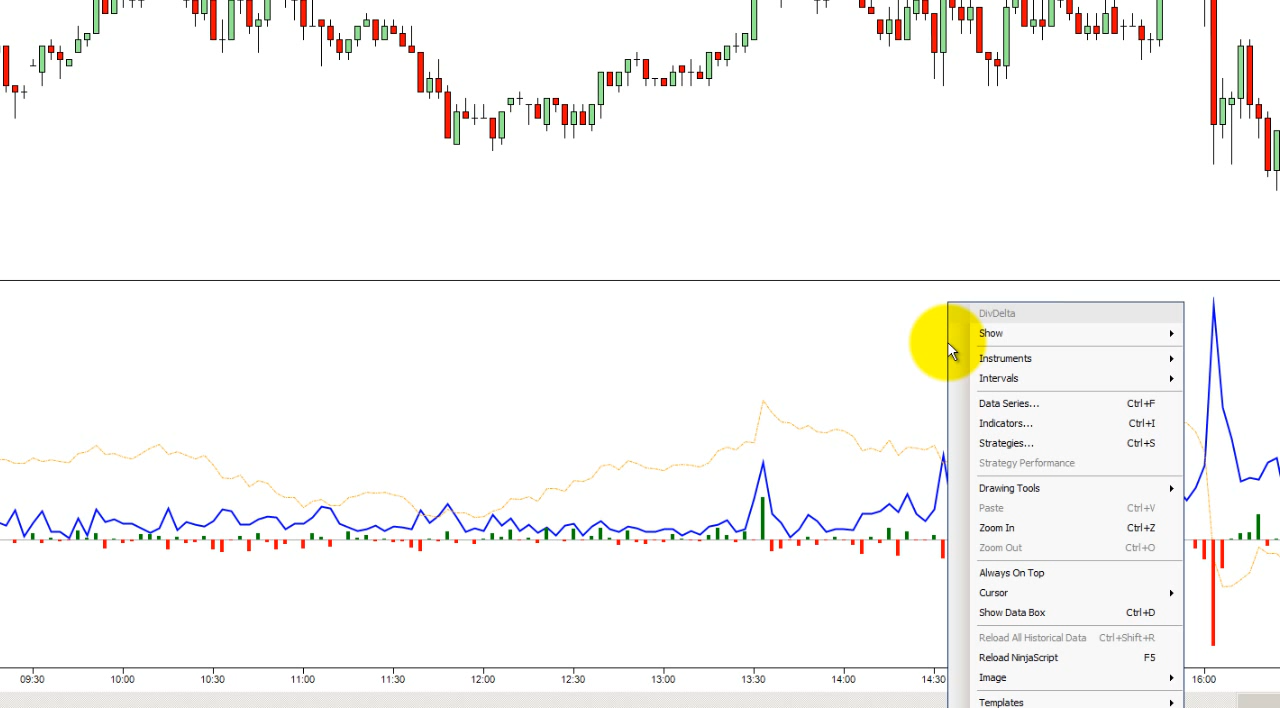 DivDelta
Show
Instruments
Intervals
Data Series... Ctrl+F
Indicators... Ctrl+I
Strategies... Ctrl+S
Strategy Performance
Drawing Tools
Paste Ctrl+V
Zoom In Ctrl+Z
Zoom Out Ctrl+O
Always On Top
Cursor
Show Data Box Ctrl+D
Reload All Historical Data Ctrl+Shift+R
Reload NinjaScript F5
Image
Templates
09:30 10:00 10:30 11:00 11:30 12:00 12:30 13:00 13:30 14:00 14:30 16:00